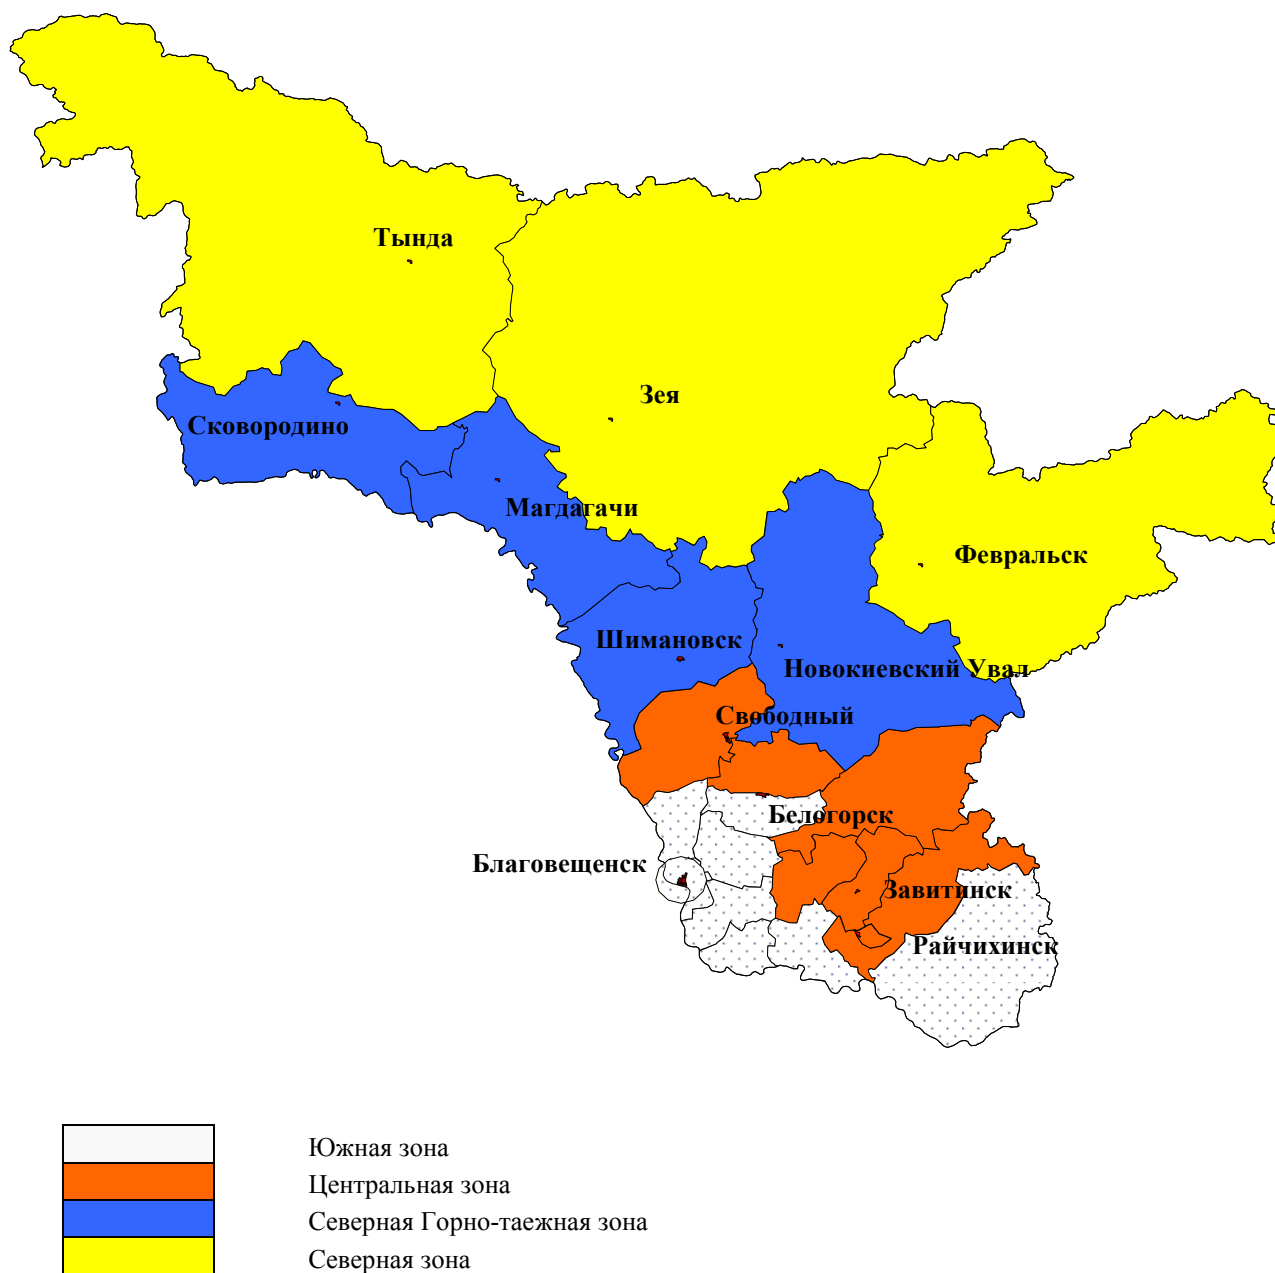 Тында
Зея
Сковородино
Магдагачи
Февральск
Шимановск
Новокиевский Увал
Свободный
Белогорск
Благовещенск
Завитинск
Райчихинск
Южная зона
Центральная зона
Северная Горно-таежная зона
Северная зона